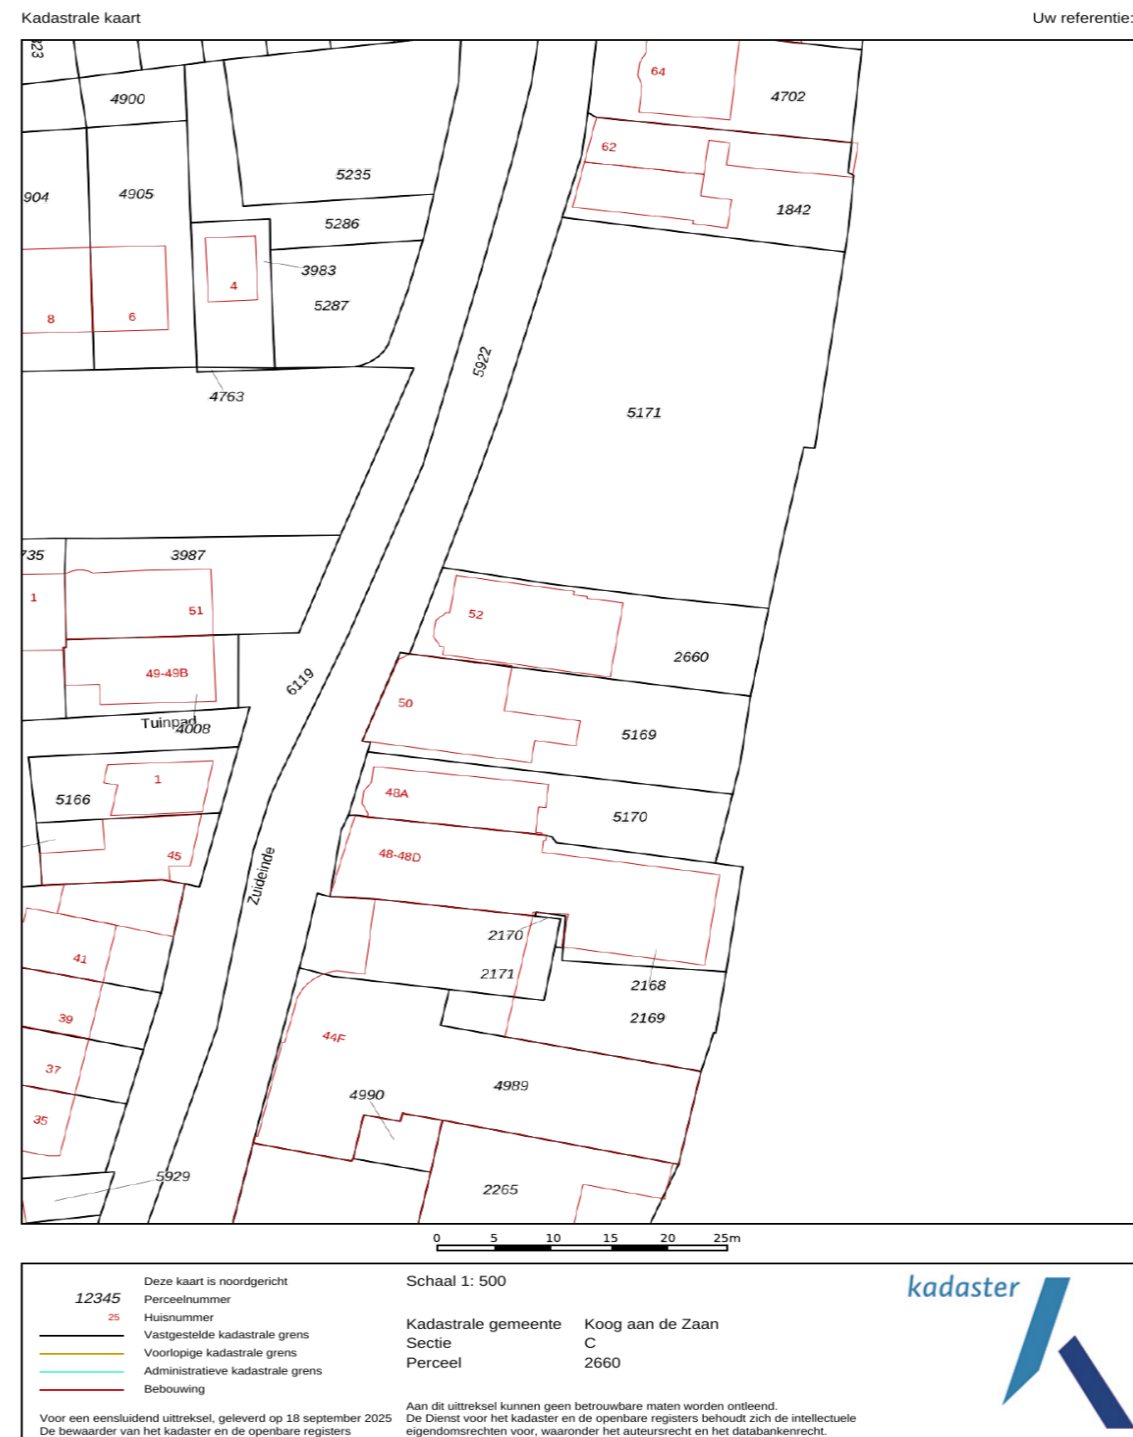 Kadastrale kaart
Uw referentie:
64
4702
4900
62
5235
904
4905
1842
5286
3983
4
5287
8
6
5922
4763
5171
735
3987
1
51
52
2660
49-49B
6119
50
Tuinpad
4008
5169
1
48A
5166
5170
45
48-48D
Zuideinde
2170
41
2171
2168
39
2169
44F
37
4989
4990
35
5929
2265
0 5 10 15 20 25m
Deze kaart is noordgericht
12345 Perceelnummer
25 Huisnummer
Vastgestelde kadastrale grens
Voorlopige kadastrale grens
Administratieve kadastrale grens
Bebouwing
Voor een eensluidend uittreksel, geleverd op 18 september 2025
De bewaarder van het kadaster en de openbare registers
Schaal 1: 500
Kadastrale gemeente Koog aan de Zaan
Sectie C
Perceel 2660
Aan dit uittreksel kunnen geen betrouwbare maten worden ontleend.
De Dienst voor het kadaster en de openbare registers behoudt zich de intellectuele
eigendomsrechten voor, waaronder het auteursrecht en het databankenrecht.
kadaster